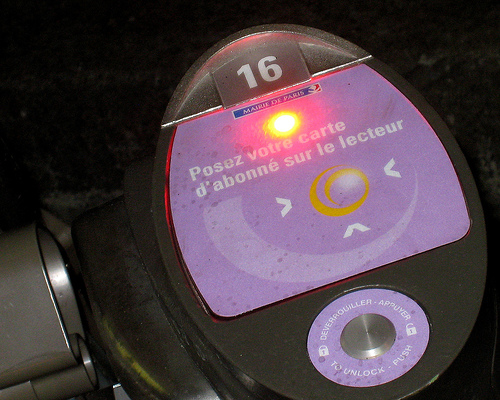 16
MAIRIE DE PARIS
Posez votre carte
d'abonné sur le lecteur
DÉVERROUILLER - APPUYER
TO UNLOCK - PUSH